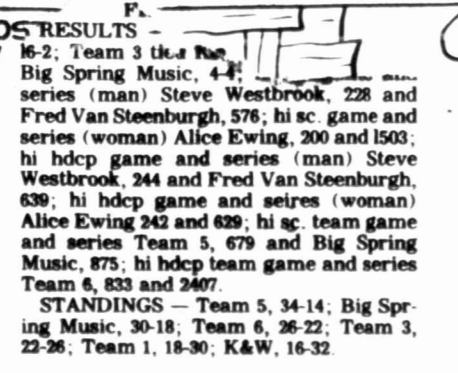 RESULTS -
16-2; Team 3 tied
Big Spring Music, 4-4;
series (man) Steve Westbrook, 228 and
Fred Van Steenburgh, 576; hi sc. game and
series (woman) Alice Ewing, 200 and 1503;
hi hdcp game and series (man) Steve
Westbrook, 244 and Fred Van Steenburgh,
639; hi hdcp game and seires (woman)
Alice Ewing 242 and 629; hi sc. team game
and series Team 5, 679 and Big Spring
Music, 875; hi hdcp team game and series
Team 6, 833 and 2407.
STANDINGS — Team 5, 34-14; Big Spr-
ing Music, 30-18; Team 6, 26-22; Team 3,
22-26; Team 1, 18-30; K&W, 16-32